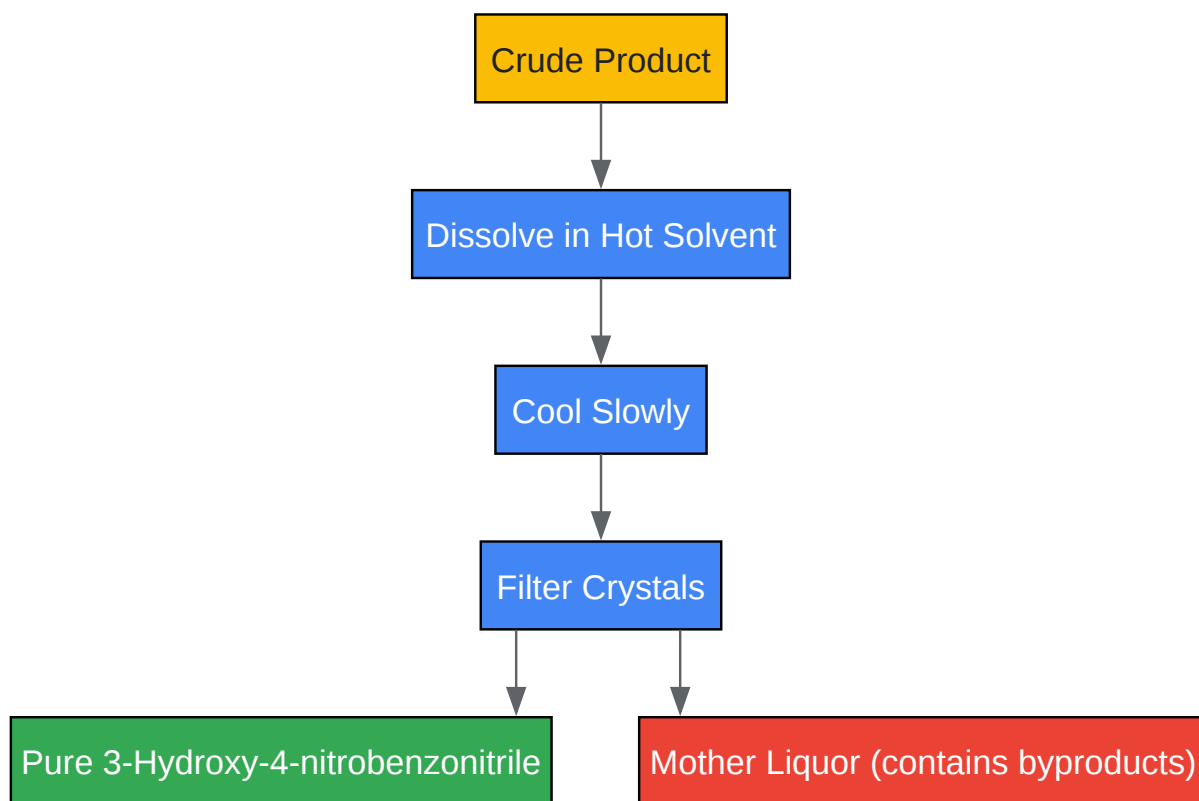 Crude Product
Dissolve in Hot Solvent
Cool Slowly
Filter Crystals
Pure 3-Hydroxy-4-nitrobenzonitrile
Mother Liquor (contains byproducts)